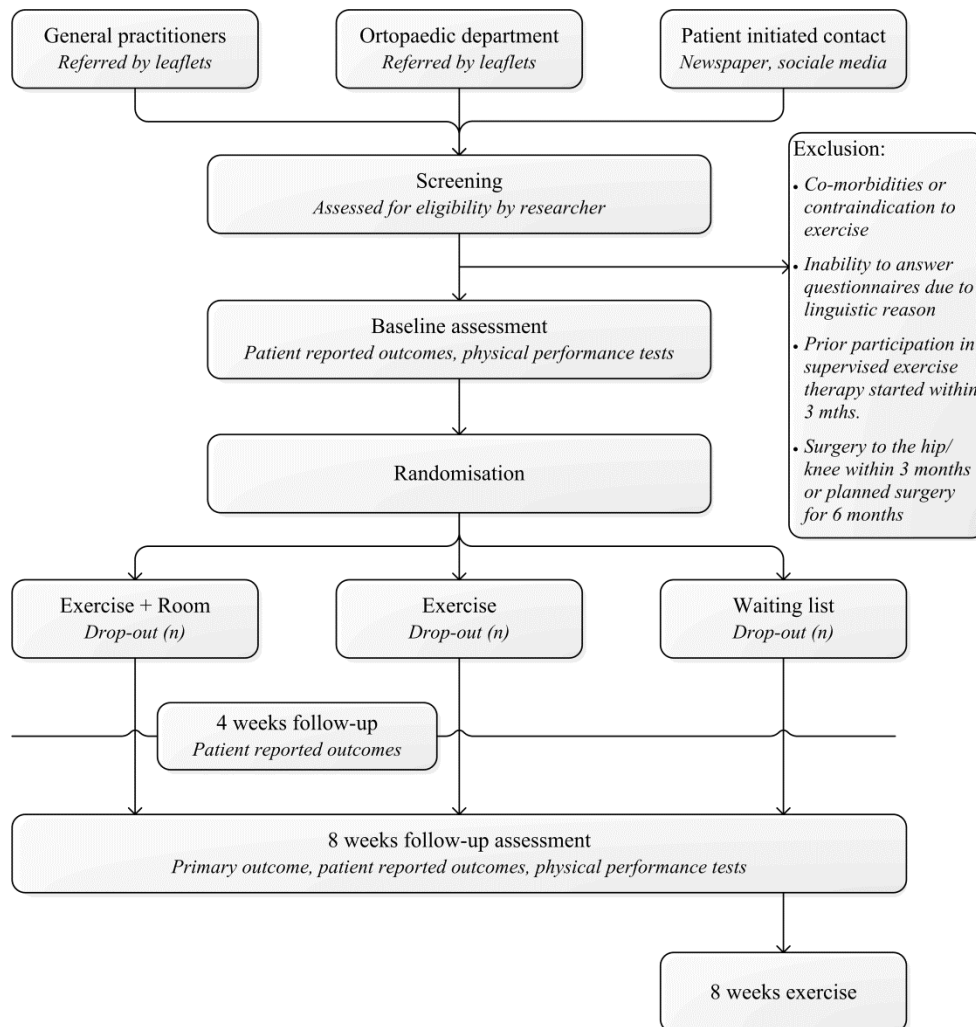 General practitioners
Referred by leaflets
Ortopaedic department
Referred by leaflets
Patient initiated contact
Newspaper, sociale media
Screening
Assessed for eligibility by researcher
Exclusion:
• Co-morbidities or
contraindication to
exercise
• Inability to answer
questionnaires due to
linguistic reason
• Prior participation in
supervised exercise
therapy started within
3 mths.
• Surgery to the hip/
knee within 3 months
or planned surgery
for 6 months
Baseline assessment
Patient reported outcomes, physical performance tests
Randomisation
Exercise + Room
Drop-out (n)
Exercise
Drop-out (n)
Waiting list
Drop-out (n)
4 weeks follow-up
Patient reported outcomes
8 weeks follow-up assessment
Primary outcome, patient reported outcomes, physical performance tests
8 weeks exercise